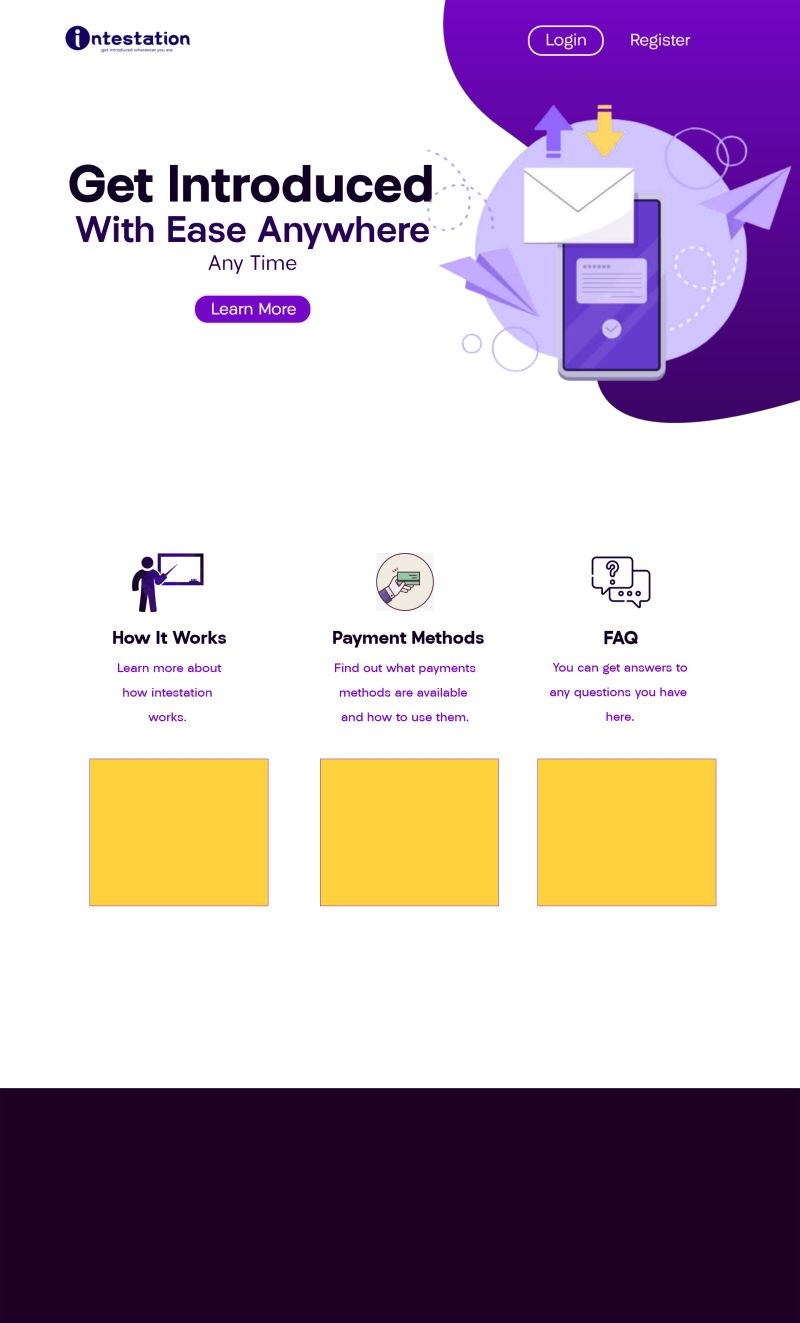 intestation
get introduced whereever you are
Login
Register
Get Introduced
With Ease Anywhere
Any Time
Learn More
How It Works
Learn more about
how intestation
works.
Payment Methods
Find out what payments
methods are available
and how to use them.
FAQ
You can get answers to
any questions you have
here.